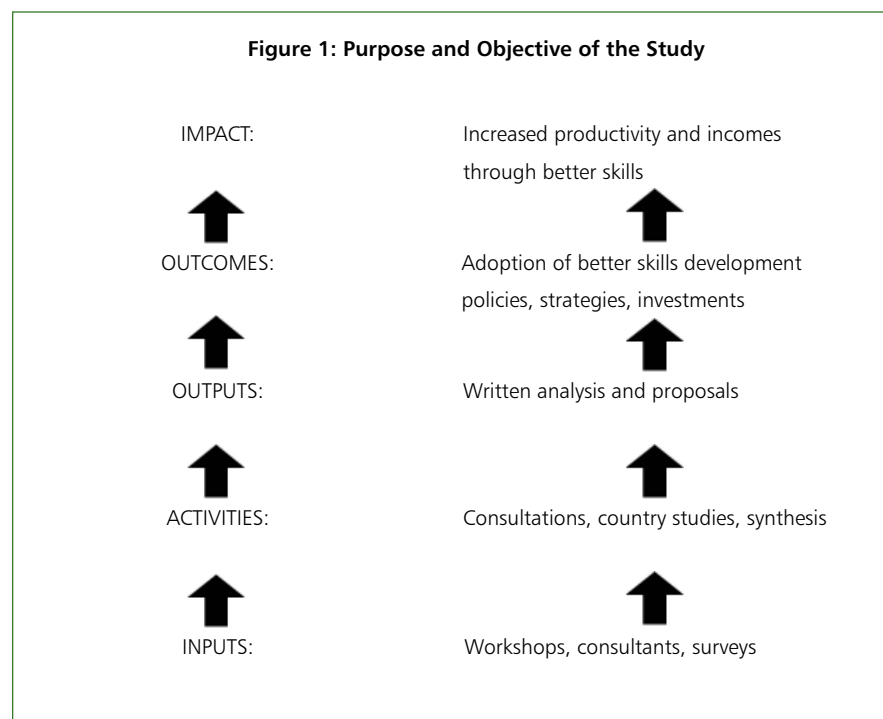 Figure 1: Purpose and Objective of the Study
IMPACT: Increased productivity and incomes
through better skills
OUTCOMES: Adoption of better skills development
policies, strategies, investments
OUTPUTS: Written analysis and proposals
ACTIVITIES: Consultations, country studies, synthesis
INPUTS: Workshops, consultants, surveys